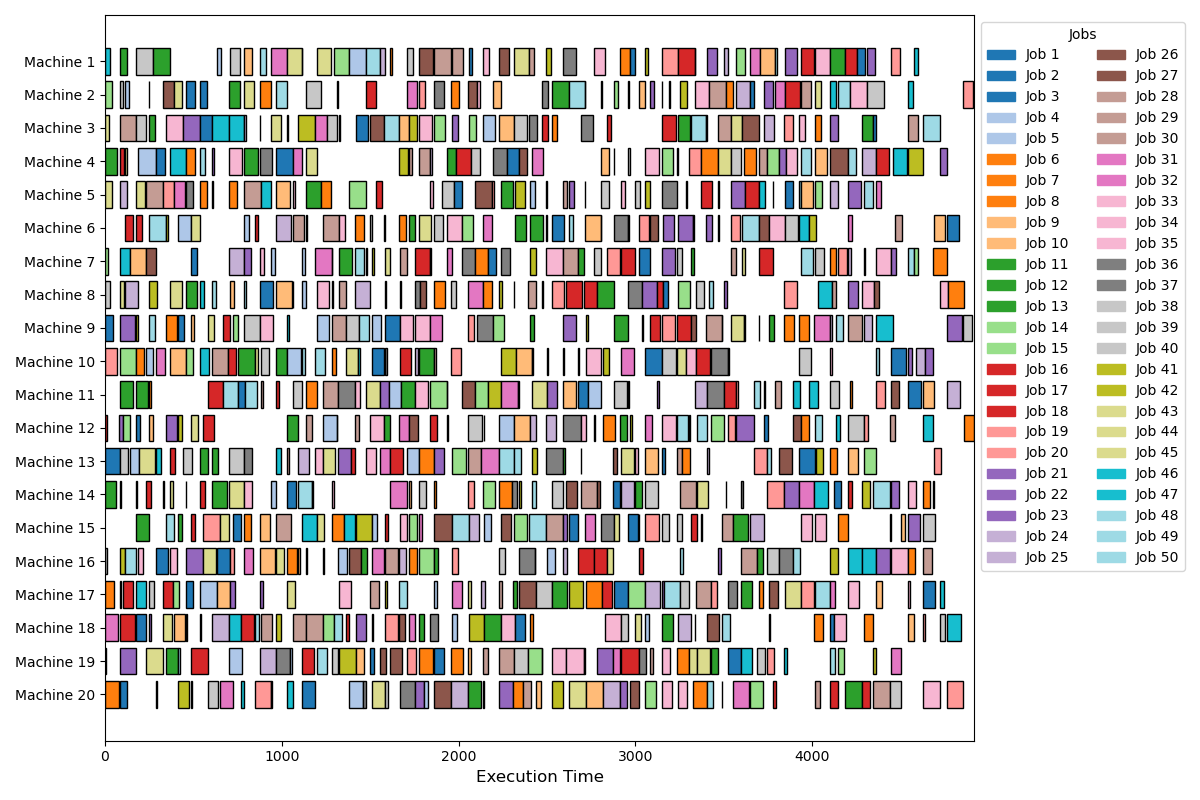 Machine 1
Machine 2
Machine 3
Machine 4
Machine 5
Machine 6
Machine 7
Machine 8
Machine 9
Machine 10
Machine 11
Machine 12
Machine 13
Machine 14
Machine 15
Machine 16
Machine 17
Machine 18
Machine 19
Machine 20
0 1000 2000 3000 4000
Execution Time
Jobs
Job 1 Job 26
Job 2 Job 27
Job 3 Job 28
Job 4 Job 29
Job 5 Job 30
Job 6 Job 31
Job 7 Job 32
Job 8 Job 33
Job 9 Job 34
Job 10 Job 35
Job 11 Job 36
Job 12 Job 37
Job 13 Job 38
Job 14 Job 39
Job 15 Job 40
Job 16 Job 41
Job 17 Job 42
Job 18 Job 43
Job 19 Job 44
Job 20 Job 45
Job 21 Job 46
Job 22 Job 47
Job 23 Job 48
Job 24 Job 49
Job 25 Job 50